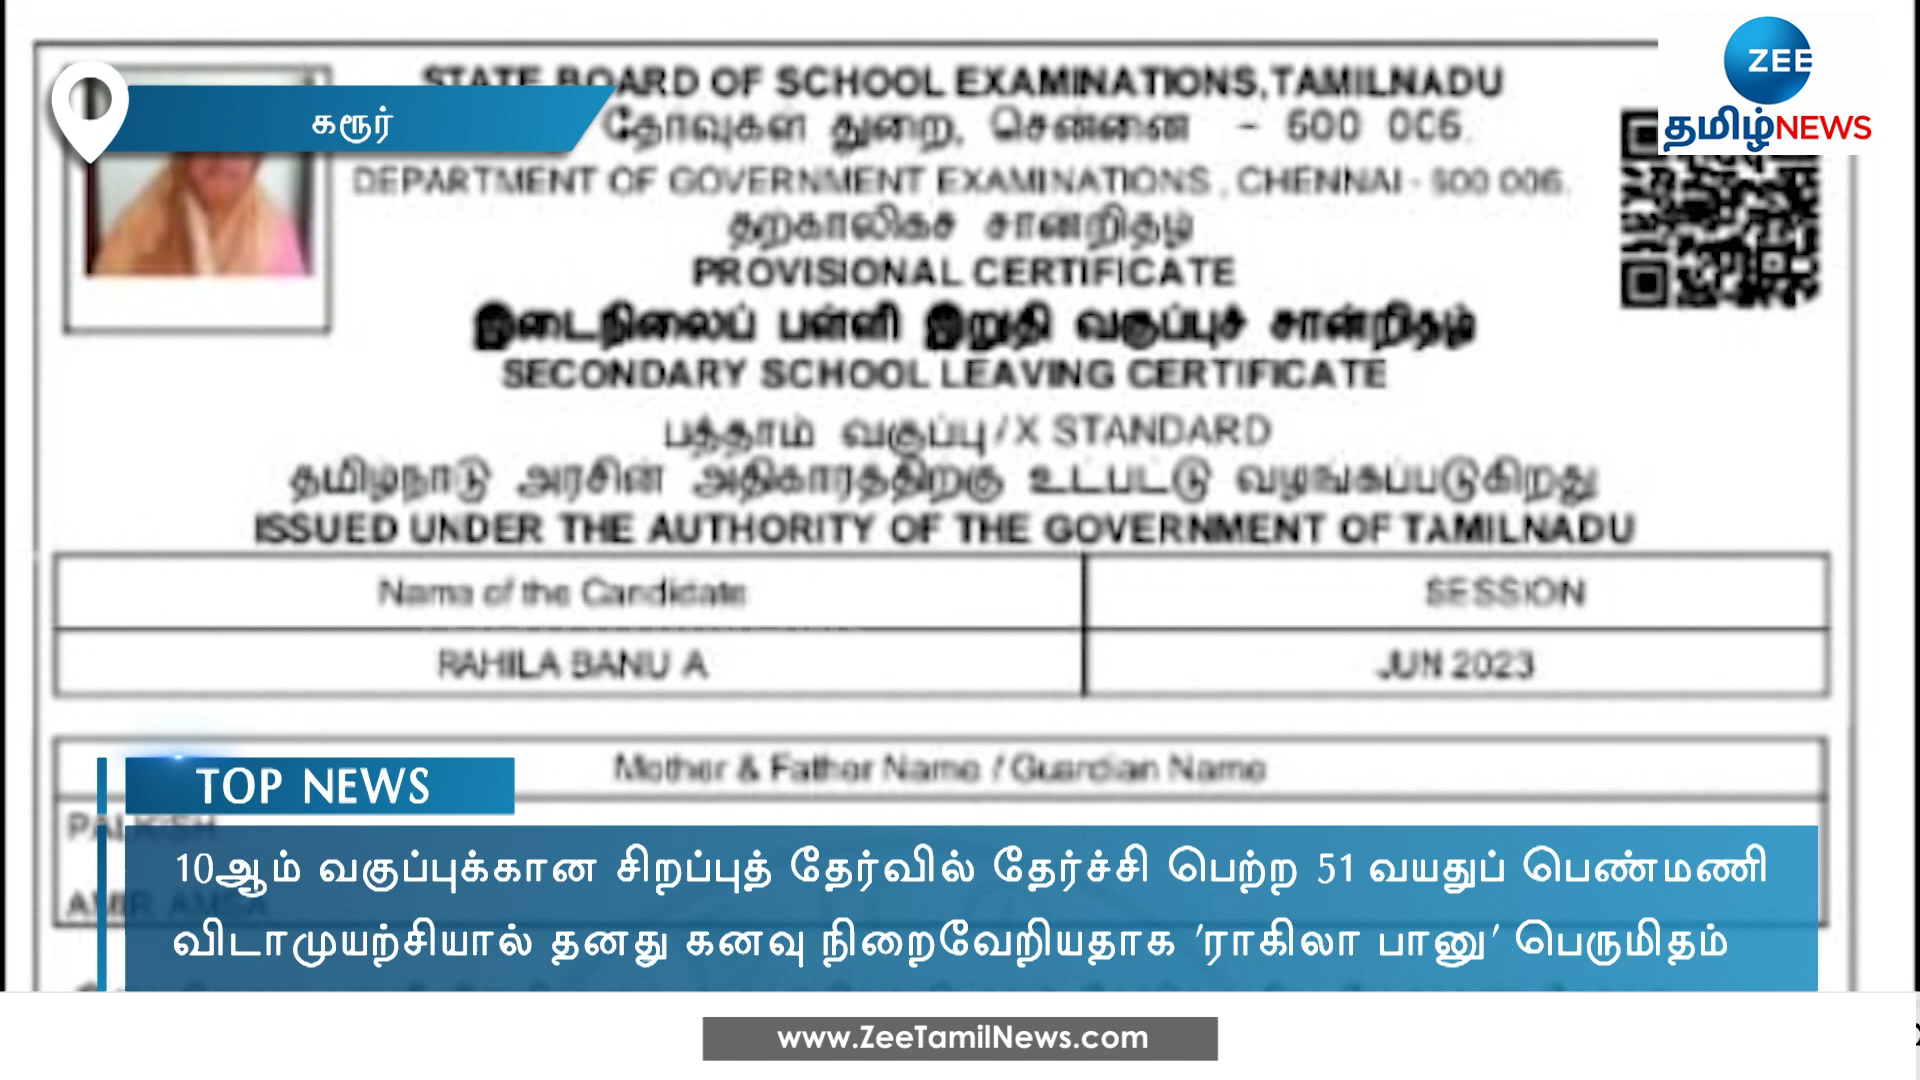 STATE BOARD OF SCHOOL EXAMINATIONS, TAMILNADU
ZEE
தமிழ் NEWS
கரூர்
தேர்வுகள் துறை, சென்னை - 600 006.
DEPARTMENT OF GOVERNMENT EXAMINATIONS, CHENNAI - 600 006.
தற்காலிகச் சான்றிதழ்
PROVISIONAL CERTIFICATE
இடைநிலைப் பள்ளி இறுதி வகுப்புச் சான்றிதழ்
SECONDARY SCHOOL LEAVING CERTIFICATE
பத்தாம் வகுப்பு / X STANDARD
தமிழ்நாடு அரசின் அதிகாரத்திற்கு உட்பட்டு வழங்கப்படுகிறது
ISSUED UNDER THE AUTHORITY OF THE GOVERNMENT OF TAMILNADU
Name of the Candidate SESSION
RAHILA BANU A JUN 2023
Mother & Father Name / Guardian Name
TOP NEWS
PALKISH
10ஆம் வகுப்புக்கான சிறப்புத் தேர்வில் தேர்ச்சி பெற்ற 51 வயதுப் பெண்மணி
AMIR AMSA
விடாமுயற்சியால் தனது கனவு நிறைவேறியதாக 'ராகிலா பானு' பெருமிதம்
www.ZeeTamilNews.com